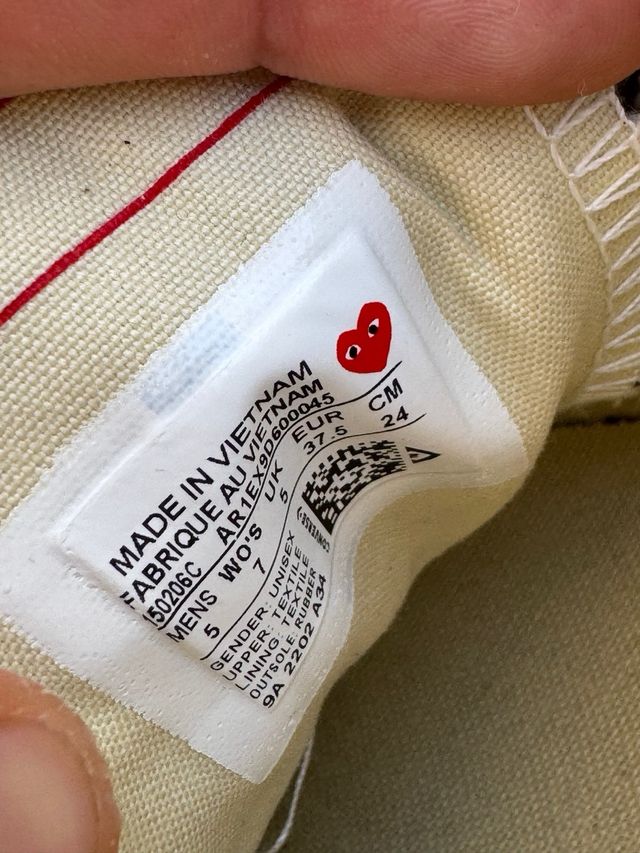 MADE IN VIETNAM
FABRIQUE AU VIETNAM
150206C AR1EX9D600045
MENS WO'S UK EUR CM
5 7 5 37.5 24
CONVERSE
GENDER: UNISEX
UPPER: TEXTILE
LINING: TEXTILE
OUTSOLE: RUBBER
9A 2202 A34